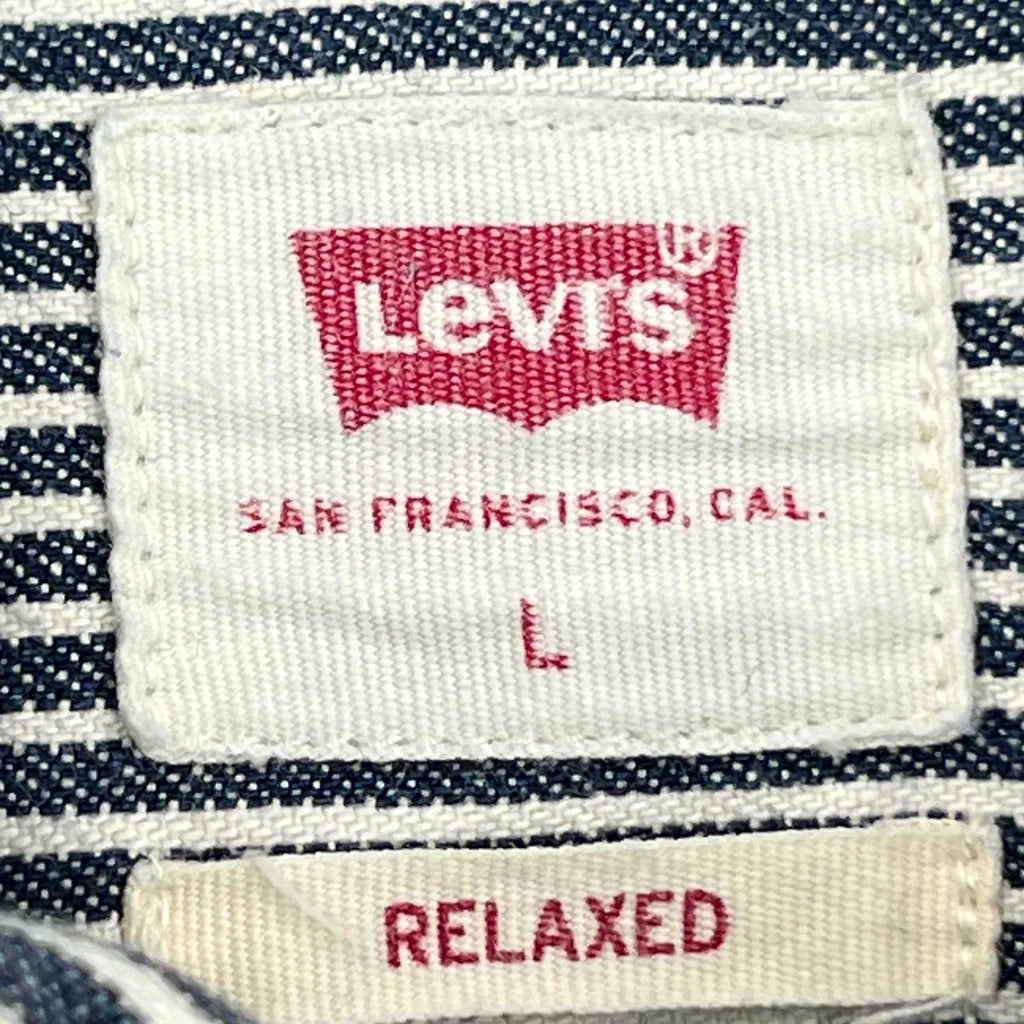 Levi's®
SAN FRANCISCO, CAL.
L
RELAXED